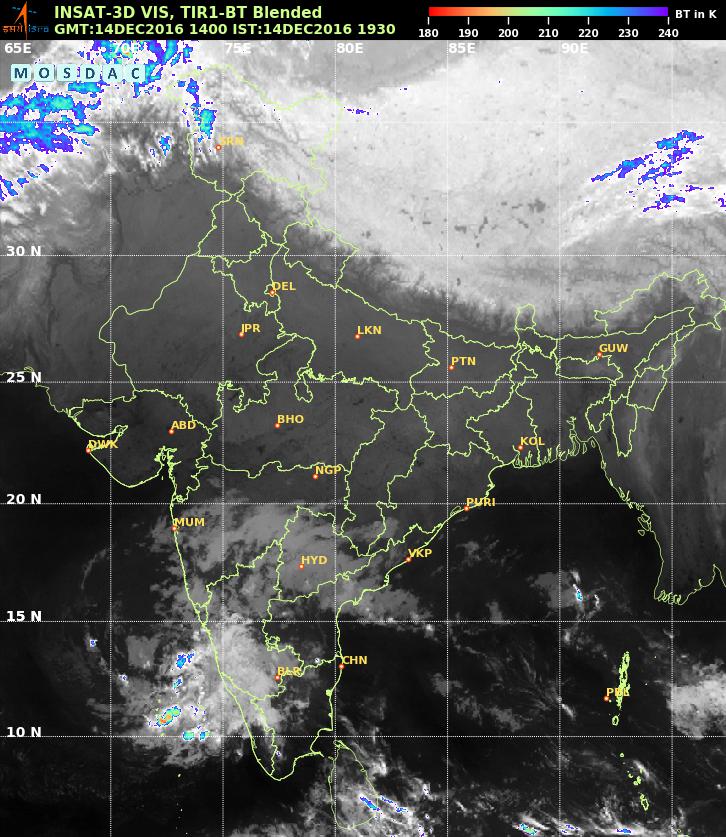 INSAT-3D VIS, TIR1-BT Blended
GMT:14DEC2016 1400 IST:14DEC2016 1930
BT in K
180 190 200 210 220 230 240
65E 70E 75E 80E 85E 90E
M O S D A C
SRN
30 N
DEL
JPR LKN
GUW
PTN
25 N
ABD BHO
DWK KOL
NGP
20 N PURI
MUM
HYD VKP
15 N
BLR CHN
PBL
10 N